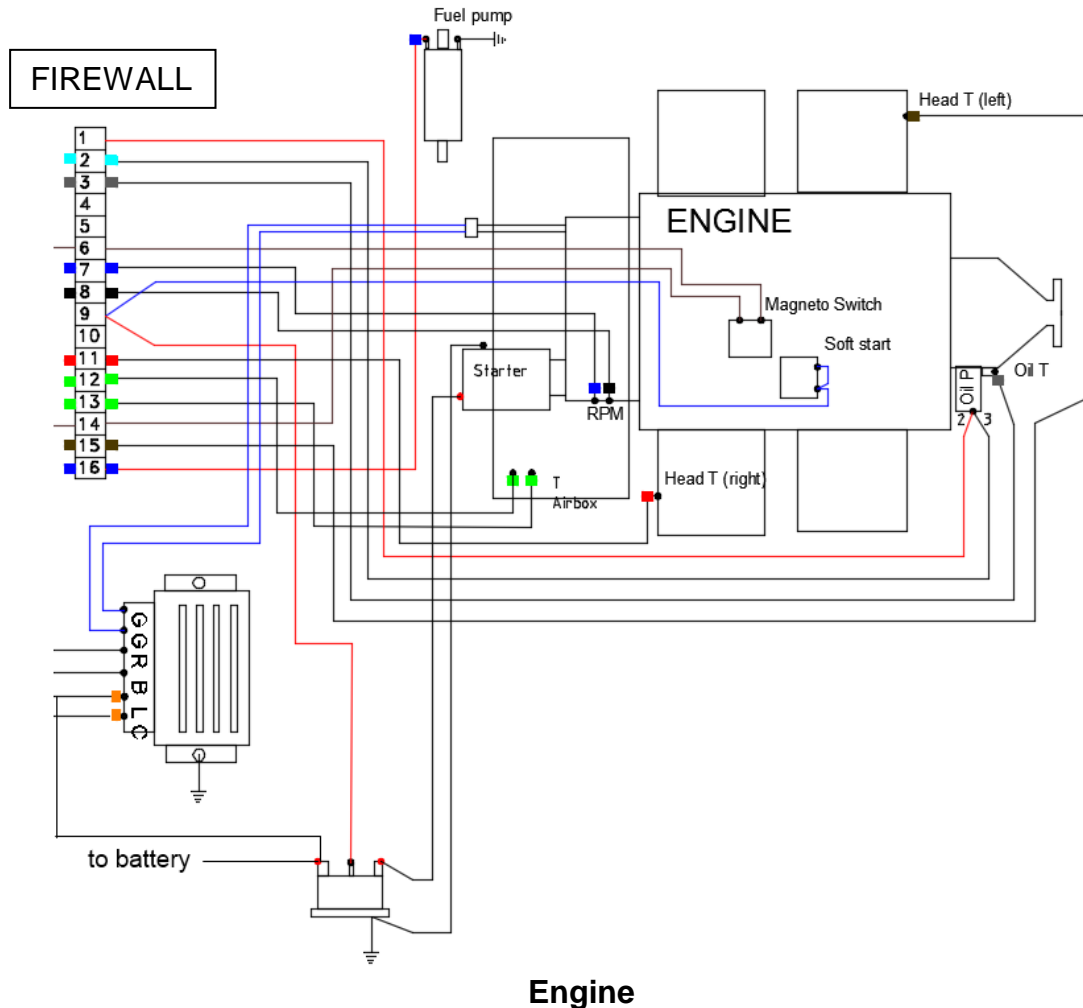 Fuel pump
FIREWALL
Head T (left)
1
2
3
4
5
6
7
8
9
10
11
12
13
14
15
16
ENGINE
Magneto Switch
Soft start
Starter
RPM
Oil P
Oil T
2 3
T
Airbox
Head T (right)
G
G
R
B
L
C
to battery
Engine